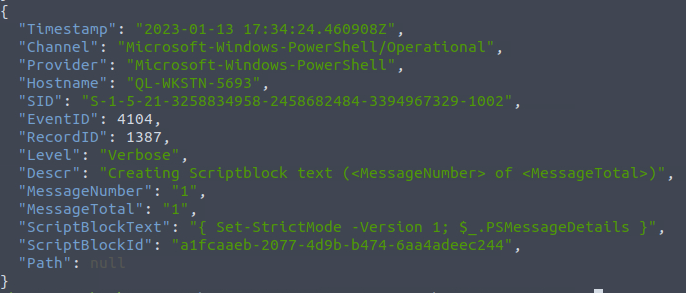 {
"Timestamp": "2023-01-13 17:34:24.460908Z",
"Channel": "Microsoft-Windows-PowerShell/Operational",
"Provider": "Microsoft-Windows-PowerShell",
"Hostname": "QL-WKSTN-5693",
"SID": "S-1-5-21-3258834958-2458682484-3394967329-1002",
"EventID": 4104,
"RecordID": 1387,
"Level": "Verbose",
"Descr": "Creating Scriptblock text (<MessageNumber> of <MessageTotal>)",
"MessageNumber": "1",
"MessageTotal": "1",
"ScriptBlockText": "{ Set-StrictMode -Version 1; $_.PSMessageDetails }",
"ScriptBlockId": "a1fcaaeb-2077-4d9b-b474-6aa4adeec244",
"Path": null
}